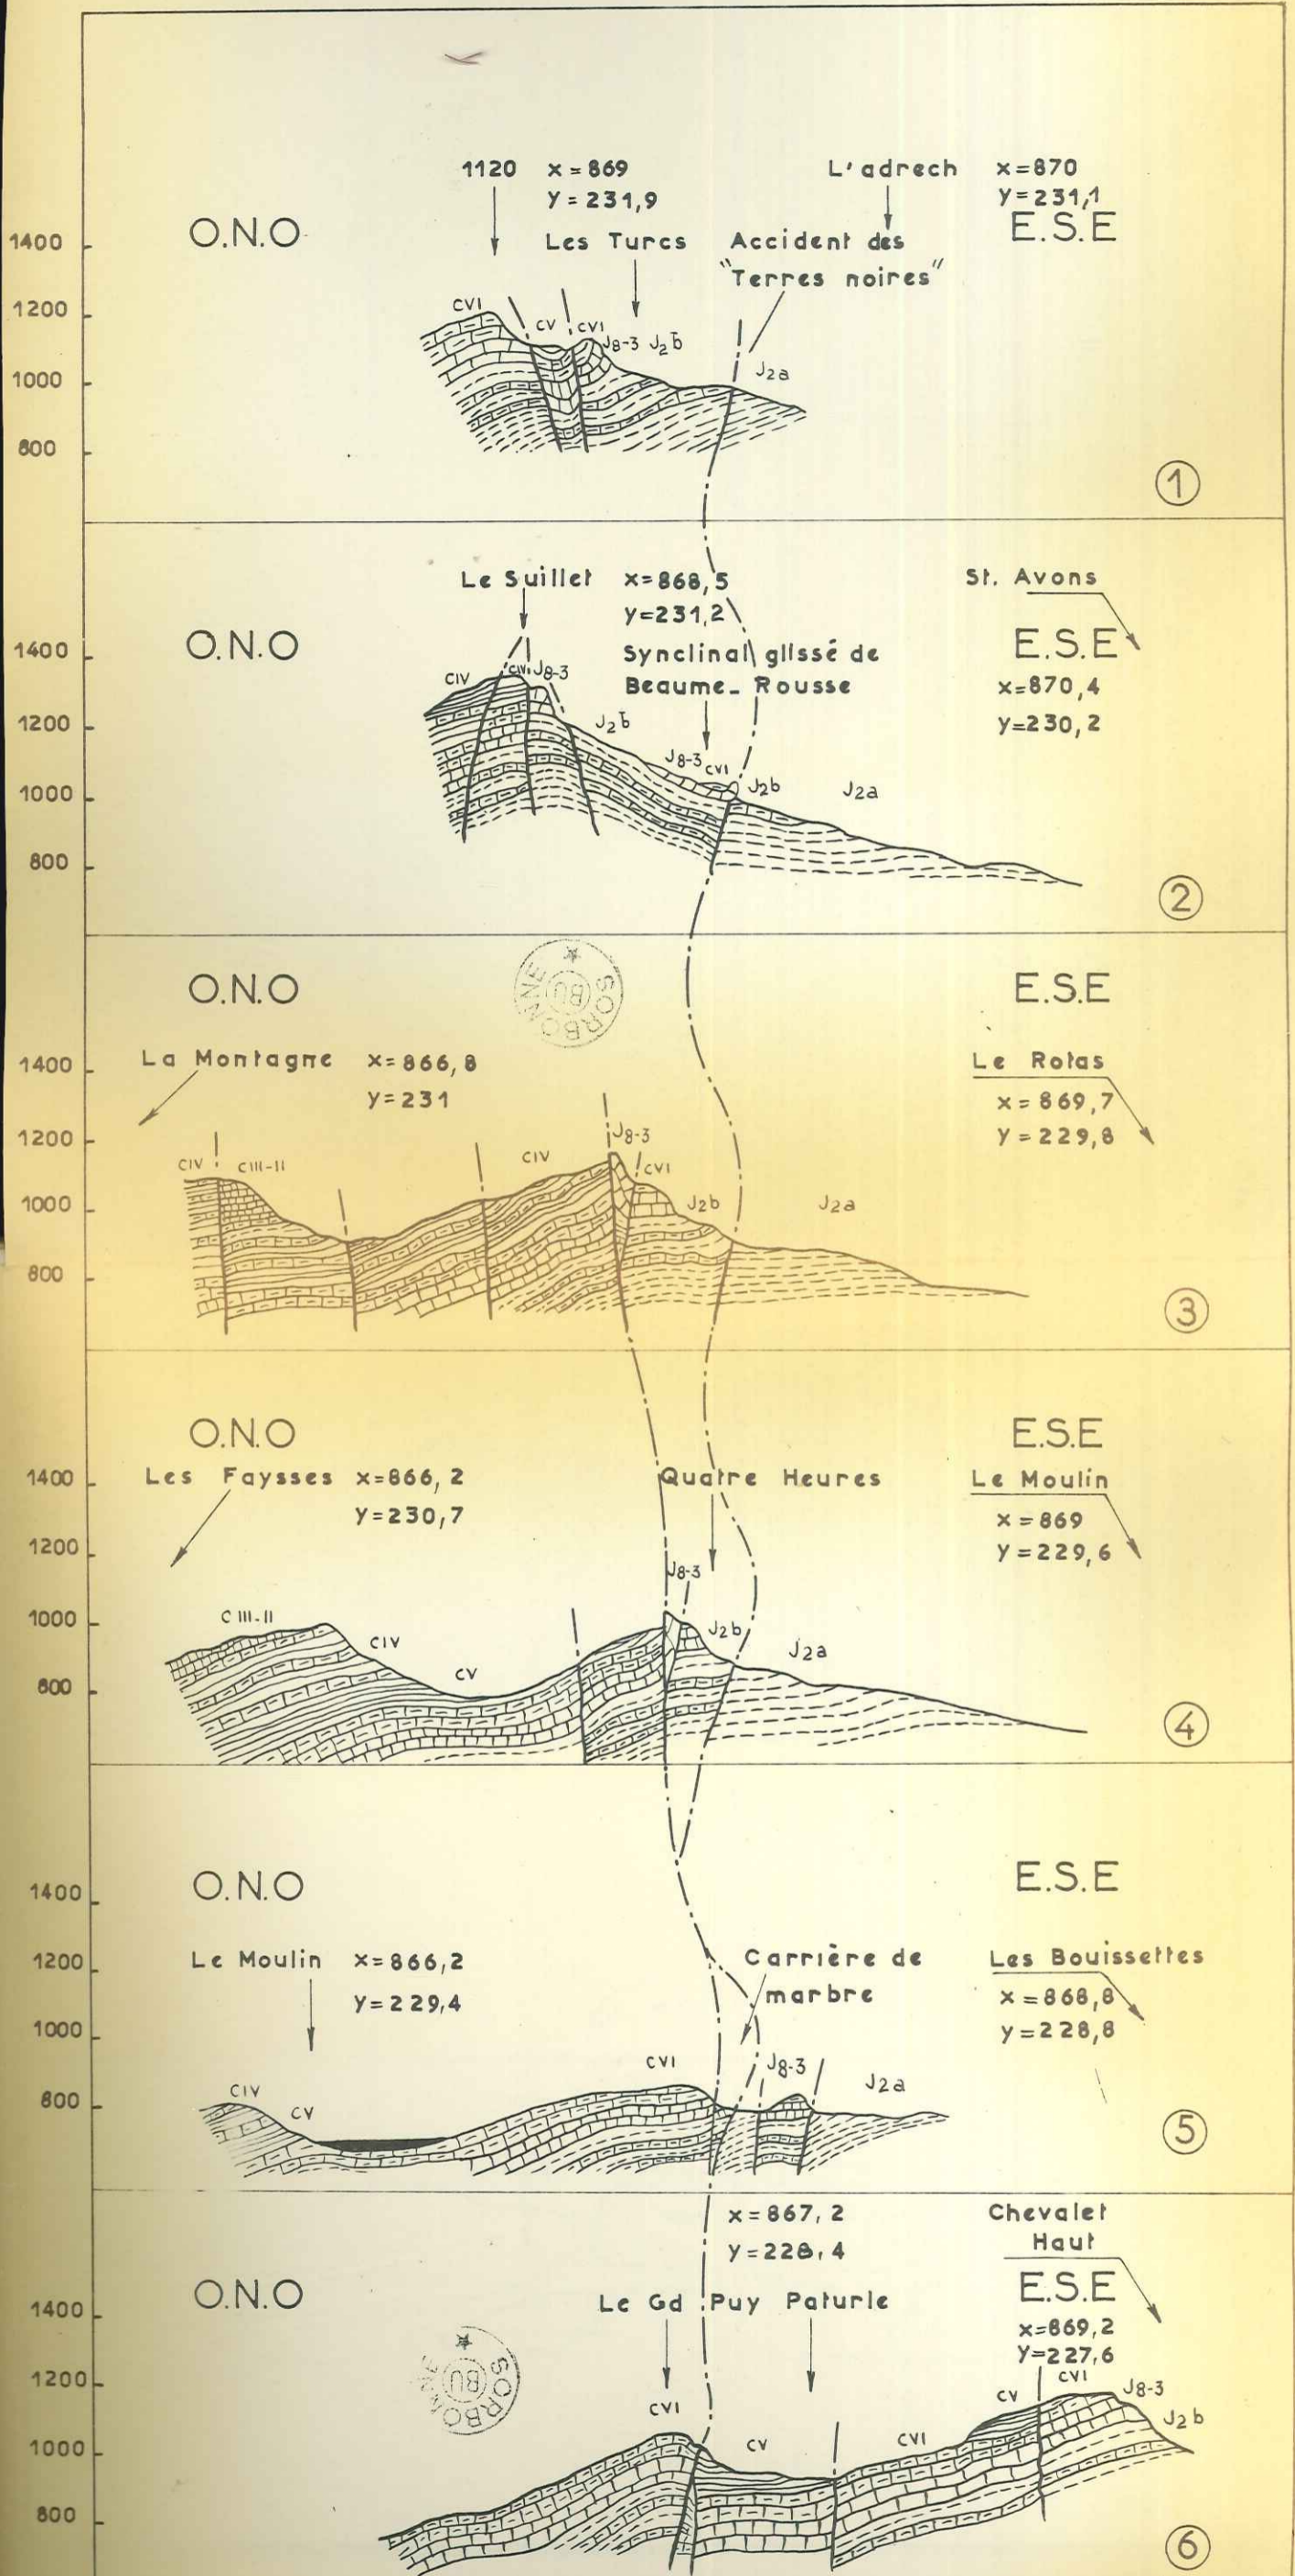 1120 x=869 L'adrech x=870
y=231,9 y=231,1
O.N.O E.S.E
Les Turcs Accident des
"Terres noires"
1400
1200
1000
800
CVI CV CVI J8-3 J2b J2a
1
Le Suillet x=868,5 St. Avons
y=231,2
O.N.O E.S.E
Synclinal glissé de x=870,4
Beaume-Rousse y=230,2
1400
1200
1000
800
CIV CVI J8-3 J2b J8-3 CVI J2b J2a
2
SORBONNE
BU
O.N.O E.S.E
La Montagne x=866,8 Le Rotas
y=231 x=869,7
y=229,8
1400
1200
1000
800
CIV CIII-II CIV J8-3 CVI J2b J2a
3
O.N.O E.S.E
Les Faysses x=866,2 Quatre Heures Le Moulin
y=230,7 x=869
y=229,6
1400
1200
1000
800
CIII-II CIV CV J8-3 J2b J2a
4
O.N.O E.S.E
Le Moulin x=866,2 Carrière de Les Bouissettes
y=229,4 marbre x=868,8
y=228,8
1400
1200
1000
800
CIV CV CVI J8-3 J2a
5
x=867,2 Chevalet
y=228,4 Haut
O.N.O E.S.E
Le Gd Puy Paturle x=869,2
y=227,6
1400
1200
1000
800
CVI CV CVI CV CVI J8-3 J2b
SORBONNE
BU
6